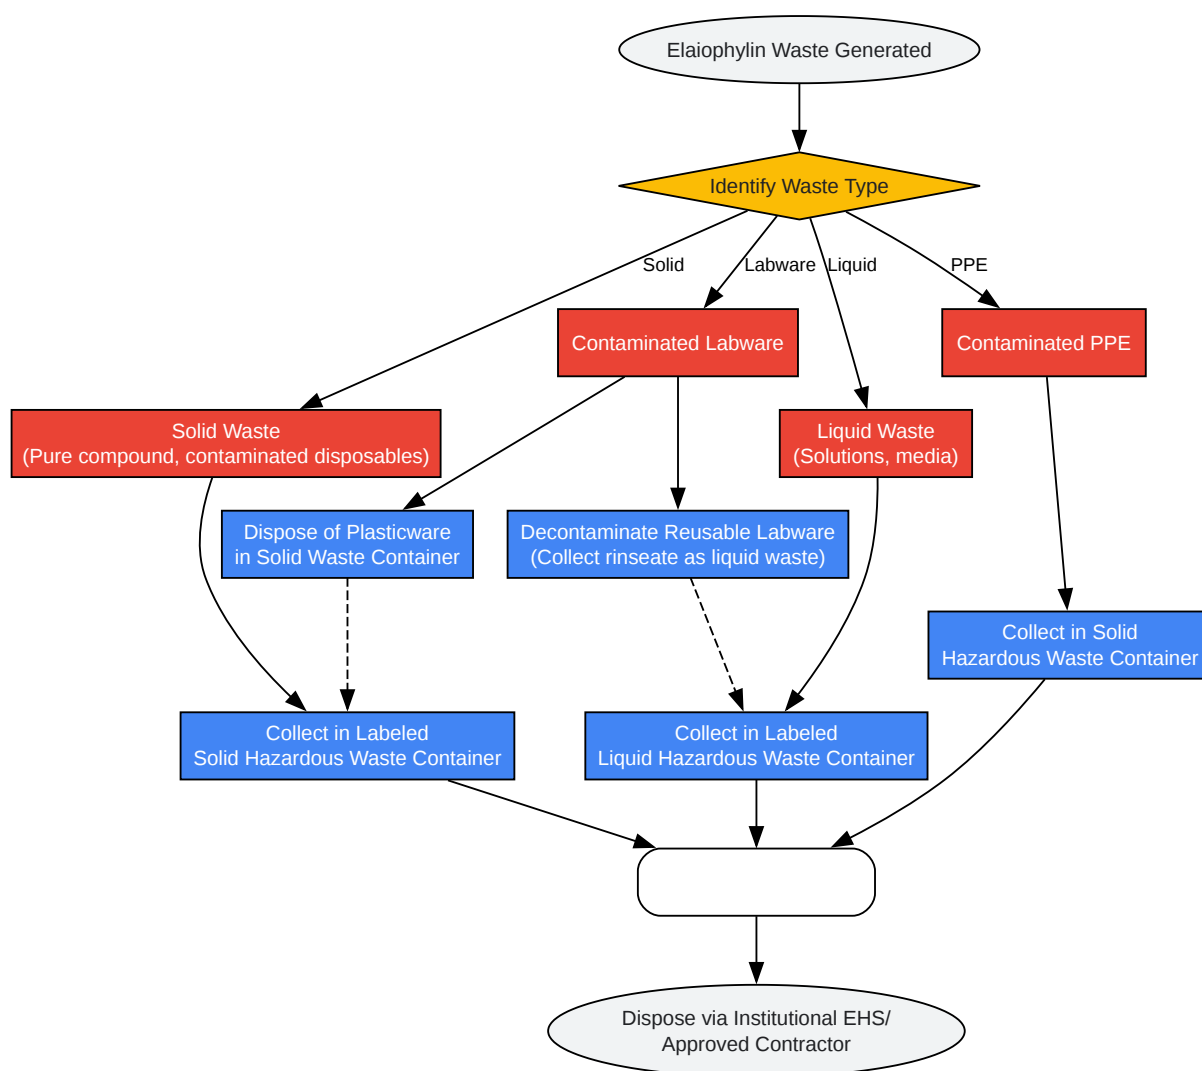 Elaiophylin Waste Generated
Identify Waste Type
Solid
Labware
Liquid
PPE
Contaminated Labware
Contaminated PPE
Solid Waste
(Pure compound, contaminated disposables)
Liquid Waste
(Solutions, media)
Dispose of Plasticware
in Solid Waste Container
Decontaminate Reusable Labware
(Collect rinseate as liquid waste)
Collect in Solid
Hazardous Waste Container
Collect in Labeled
Solid Hazardous Waste Container
Collect in Labeled
Liquid Hazardous Waste Container
Dispose via Institutional EHS/
Approved Contractor